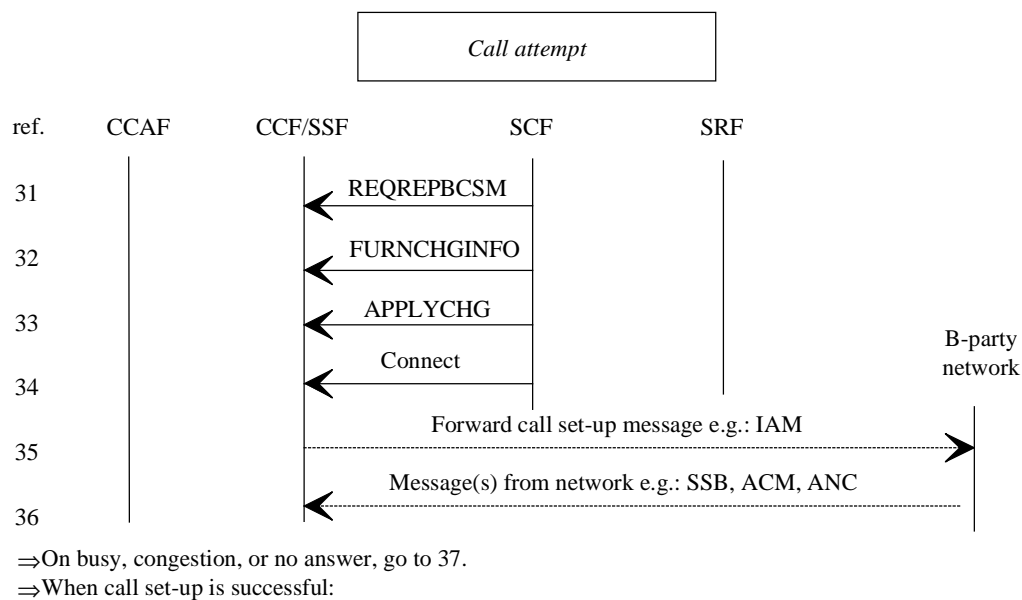 Call attempt
ref. CCAF CCF/SSF SCF SRF
31 REQREPBCSM
32 FURNCHGINFO
33 APPLYCHG
B-party
network
34 Connect
35 Forward call set-up message e.g.: IAM
36 Message(s) from network e.g.: SSB, ACM, ANC
⇒On busy, congestion, or no answer, go to 37.
⇒When call set-up is successful: